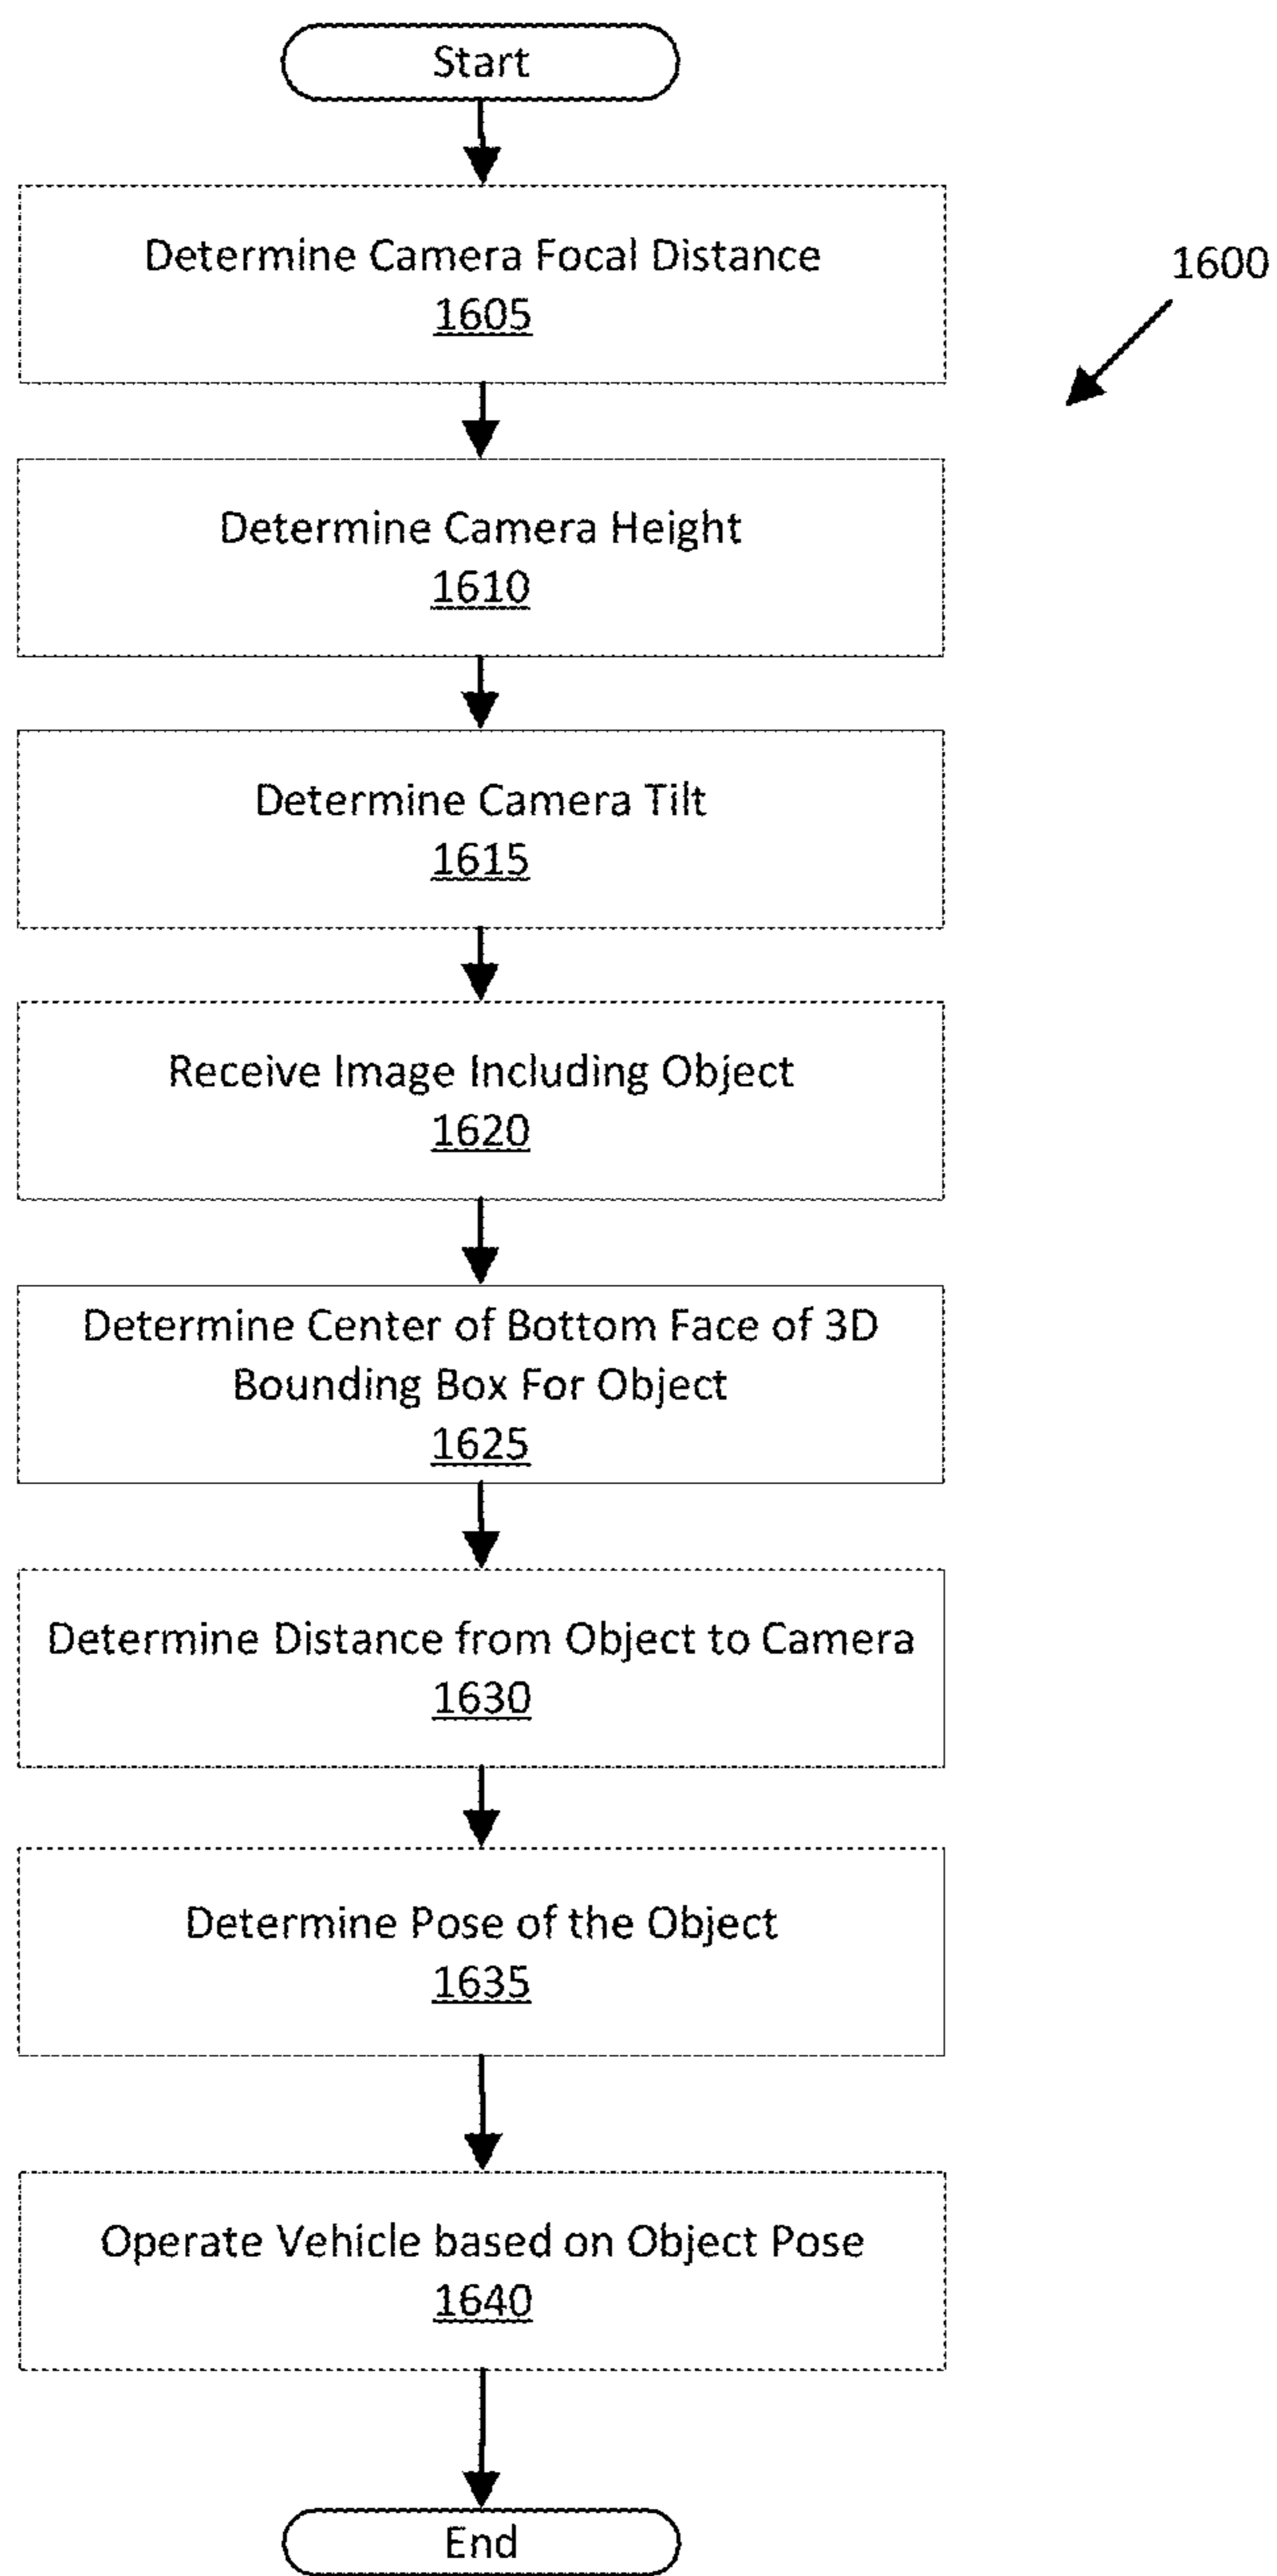 Start
Determine Camera Focal Distance
1605
1600
Determine Camera Height
1610
Determine Camera Tilt
1615
Receive Image Including Object
1620
Determine Center of Bottom Face of 3D
Bounding Box For Object
1625
Determine Distance from Object to Camera
1630
Determine Pose of the Object
1635
Operate Vehicle based on Object Pose
1640
End